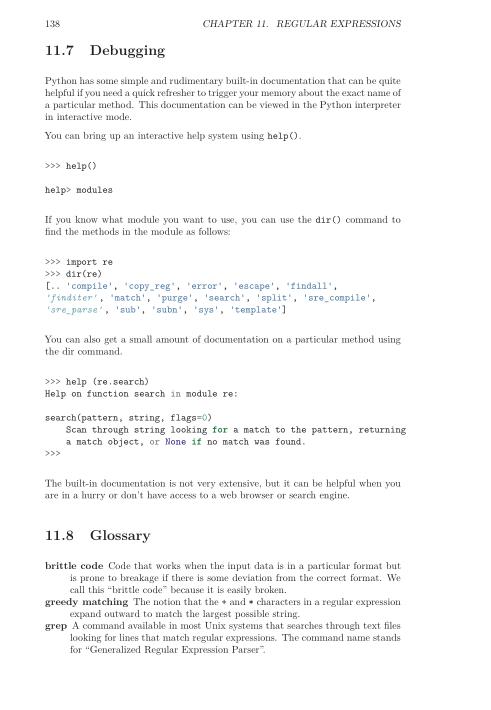 138 CHAPTER 11. REGULAR EXPRESSIONS
11.7 Debugging
Python has some simple and rudimentary built-in documentation that can be quite
helpful if you need a quick refresher to trigger your memory about the exact name of
a particular method. This documentation can be viewed in the Python interpreter
in interactive mode.
You can bring up an interactive help system using help().
>>> help()
help> modules
If you know what module you want to use, you can use the dir() command to
find the methods in the module as follows:
>>> import re
>>> dir(re)
[.. 'compile', 'copy_reg', 'error', 'escape', 'findall',
'finditer', 'match', 'purge', 'search', 'split', 'sre_compile',
'sre_parse', 'sub', 'subn', 'sys', 'template']
You can also get a small amount of documentation on a particular method using
the dir command.
>>> help (re.search)
Help on function search in module re:
search(pattern, string, flags=0)
    Scan through string looking for a match to the pattern, returning
    a match object, or None if no match was found.
>>>
The built-in documentation is not very extensive, but it can be helpful when you
are in a hurry or don't have access to a web browser or search engine.
11.8 Glossary
brittle code Code that works when the input data is in a particular format but
is prone to breakage if there is some deviation from the correct format. We
call this “brittle code” because it is easily broken.
greedy matching The notion that the + and * characters in a regular expression
expand outward to match the largest possible string.
grep A command available in most Unix systems that searches through text files
looking for lines that match regular expressions. The command name stands
for “Generalized Regular Expression Parser”.